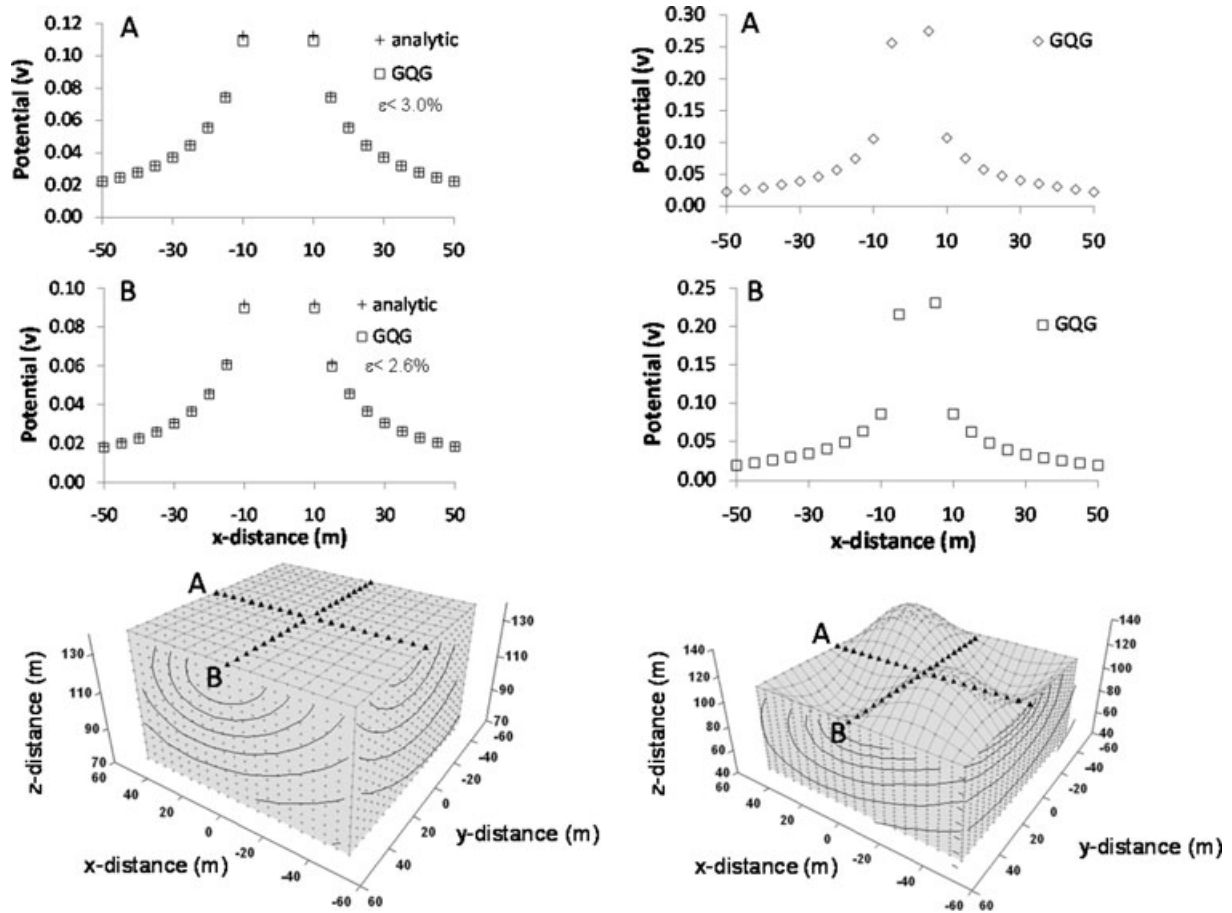 A
Potential (v)
0.12
0.10
0.08
0.06
0.04
0.02
0.00
+ analytic
GQG
ε< 3.0%
-50 -30 -10 10 30 50
B
Potential (v)
0.10
0.08
0.06
0.04
0.02
0.00
+ analytic
GQG
ε< 2.6%
-50 -30 -10 10 30 50
x-distance (m)
A
B
z-distance (m)
130
110
90
70
60 40 20 0 -20 -40 -60
x-distance (m)
60 40 20 0 -20 -40 -60
y-distance (m)
130
110
90
70
A
Potential (v)
0.30
0.25
0.20
0.15
0.10
0.05
0.00
GQG
-50 -30 -10 10 30 50
B
Potential (v)
0.25
0.20
0.15
0.10
0.05
0.00
GQG
-50 -30 -10 10 30 50
x-distance (m)
A
B
z-distance (m)
140
120
100
80
60
40
60 40 20 0 -20 -40 -60
x-distance (m)
60 40 20 0 -20 -40 -60
y-distance (m)
140
120
100
80
60
40